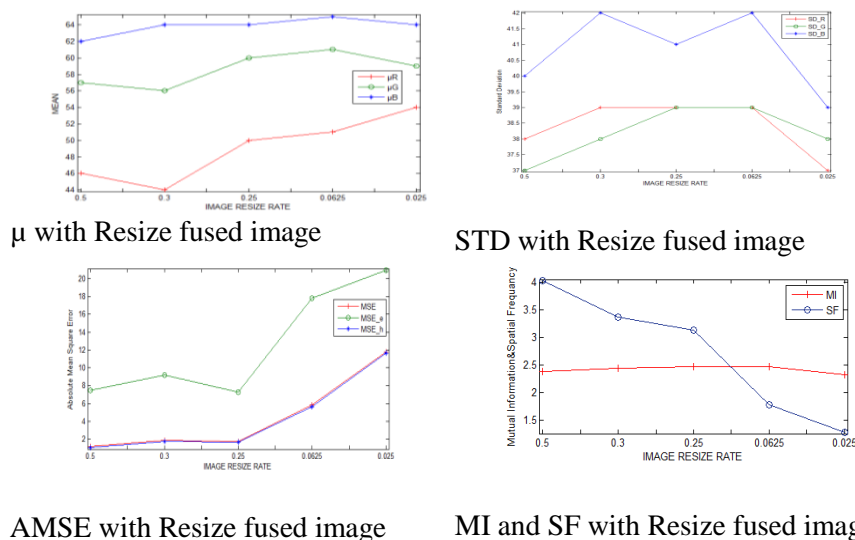 MEAN
64
62
60
58
56
54
52
50
48
46
44
0.5 0.3 0.25 0.0625 0.025
IMAGE RESIZE RATE
µR
µG
µB
µ with Resize fused image
Standard Deviation
42
41.5
41
40.5
40
39.5
39
38.5
38
37.5
37
0.5 0.3 0.25 0.0625 0.025
IMAGE RESIZE RATE
SD_R
SD_G
SD_B
STD with Resize fused image
Absolute Mean Square Error
20
18
16
14
12
10
8
6
4
2
0.5 0.3 0.25 0.0625 0.025
IMAGE RESIZE RATE
MSE
MSE_e
MSE_h
AMSE with Resize fused image
Mutual Information&Spatial Frequancy
4
3.5
3
2.5
2
1.5
0.5 0.3 0.25 0.0625 0.025
IMAGE RESIZE RATE
MI
SF
MI and SF with Resize fused imag